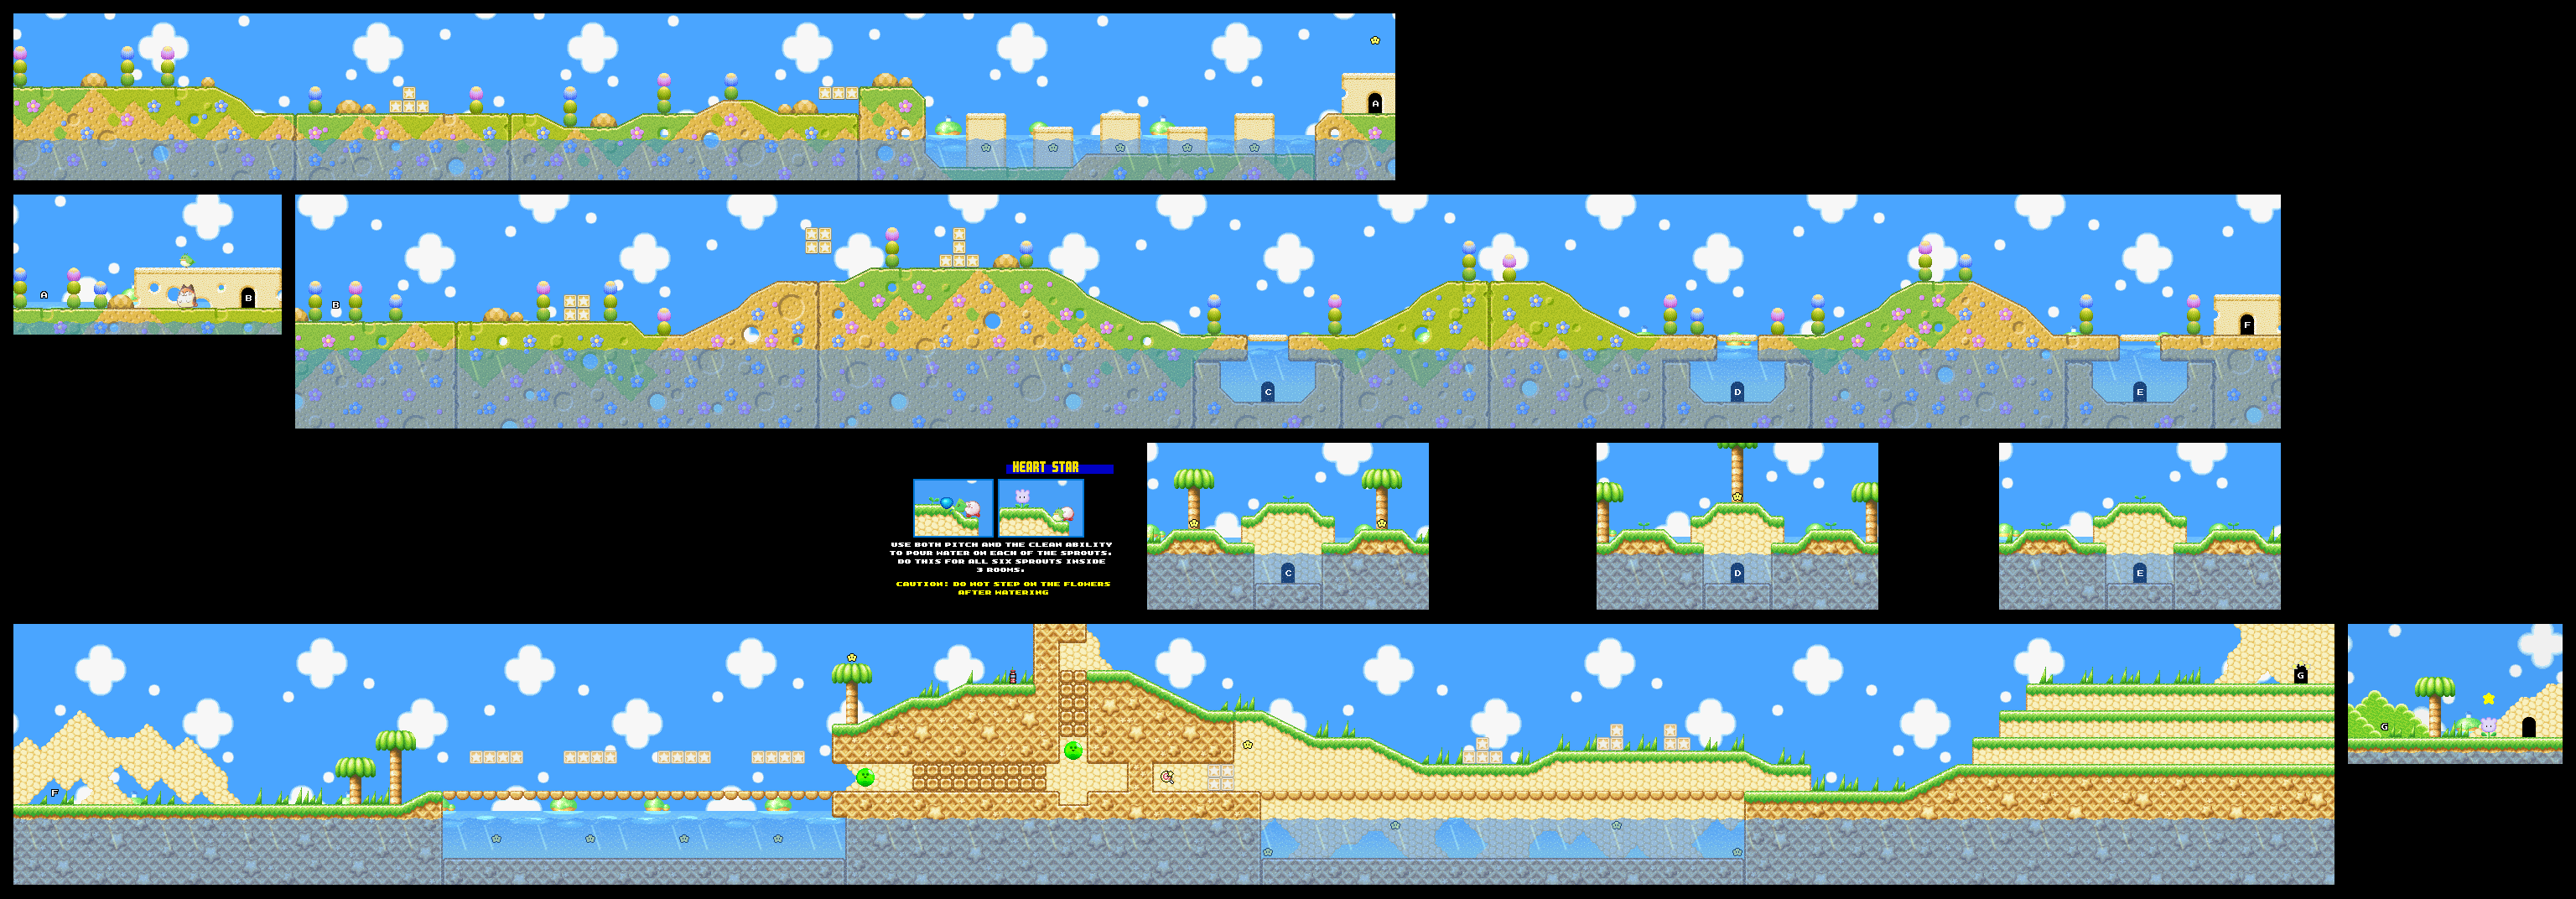 A
A
B
B
C
D
E
F
HEART STAR
USE BOTH PITCH AND THE CLEAN ABILITY
TO POUR WATER ON EACH OF THE SPROUTS.
DO THIS FOR ALL SIX SPROUTS INSIDE
3 ROOMS.
CAUTION: DO NOT STEP ON THE FLOWERS
AFTER WATERING
C
D
E
F
G
G